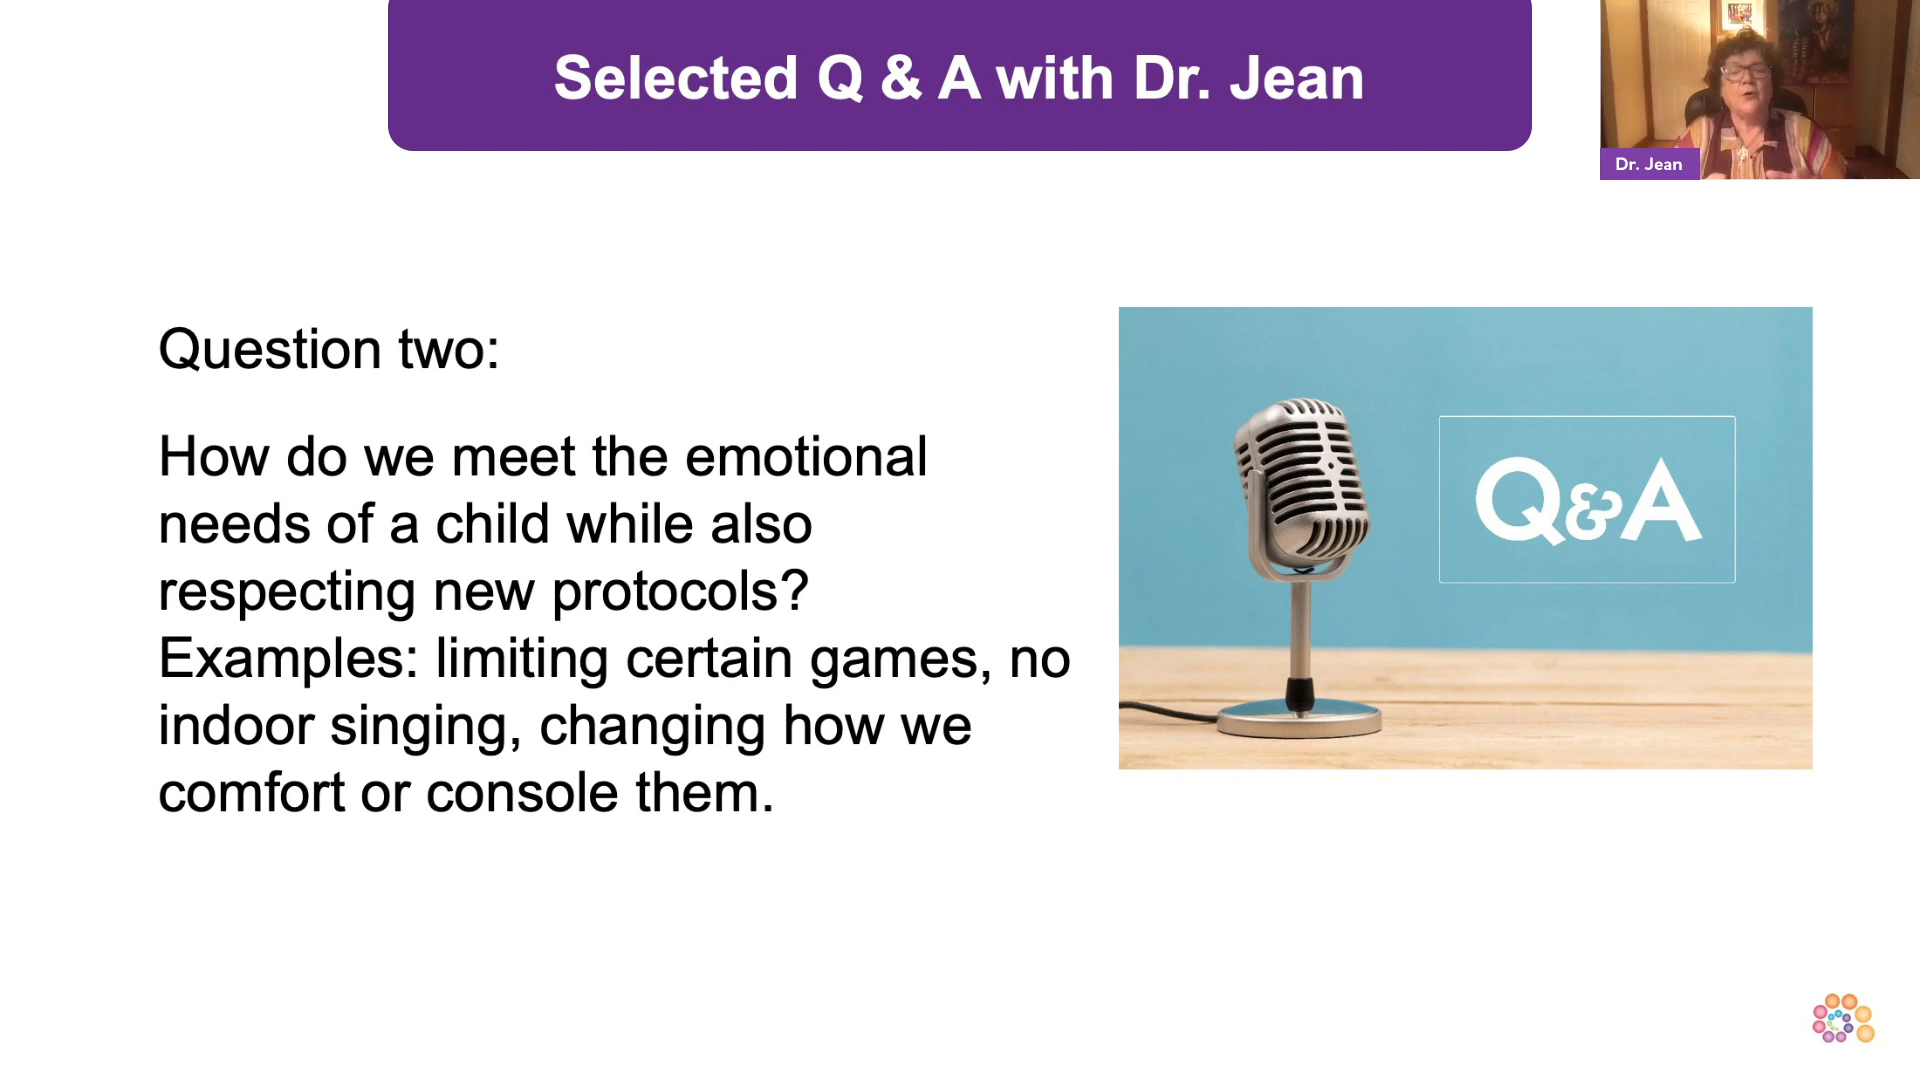 Selected Q & A with Dr. Jean
Dr. Jean
Question two:
How do we meet the emotional
needs of a child while also
respecting new protocols?
Examples: limiting certain games, no
indoor singing, changing how we
comfort or console them.
Q&A